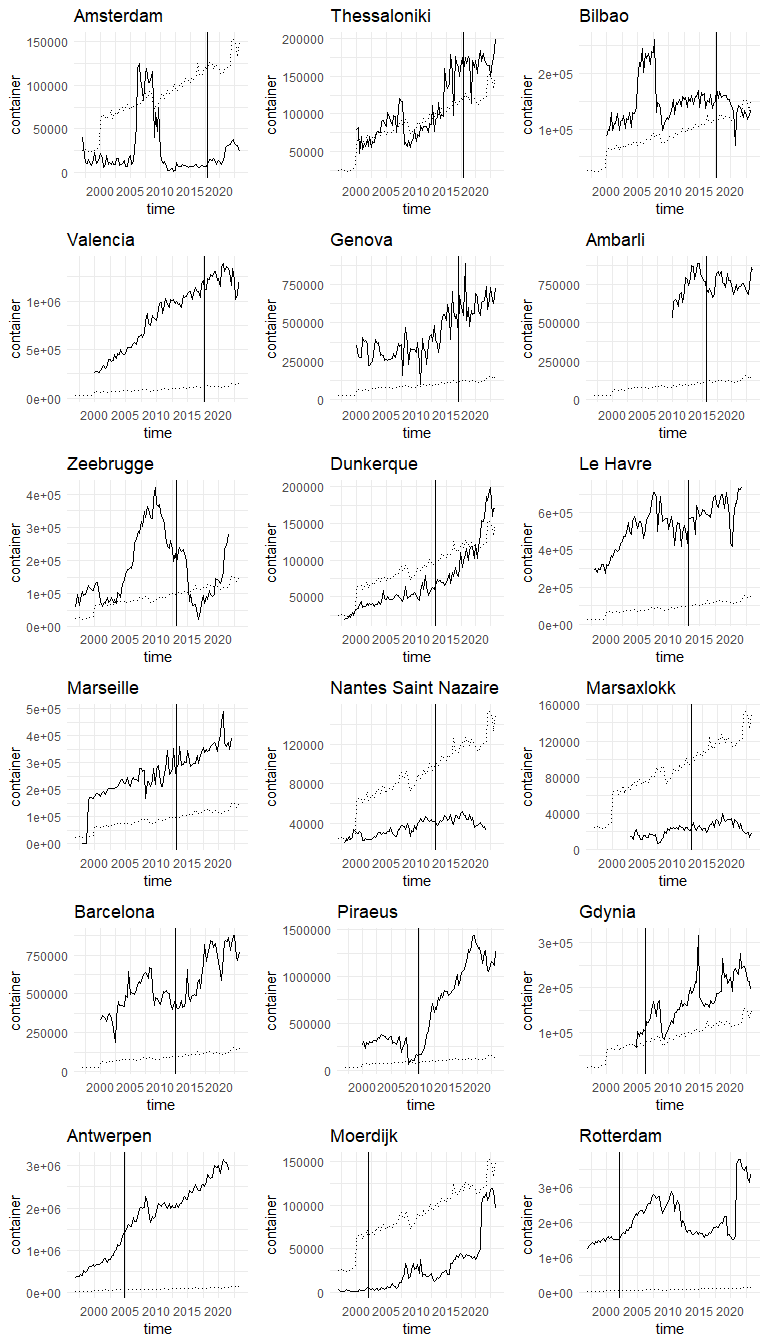 Amsterdam Thessaloniki Bilbao
150000
100000
50000
0
container
2000 2005 2010 2015 2020
time
200000
150000
100000
50000
container
2000 2005 2010 2015 2020
time
2e+05
1e+05
container
2000 2005 2010 2015 2020
time
Valencia Genova Ambarli
1e+06
5e+05
0e+00
container
2000 2005 2010 2015 2020
time
750000
500000
250000
0
container
2000 2005 2010 2015 2020
time
750000
500000
250000
0
container
2000 2005 2010 2015 2020
time
Zeebrugge Dunkerque Le Havre
4e+05
3e+05
2e+05
1e+05
0e+00
container
2000 2005 2010 2015 2020
time
200000
150000
100000
50000
container
2000 2005 2010 2015 2020
time
6e+05
4e+05
2e+05
0e+00
container
2000 2005 2010 2015 2020
time
Marseille Nantes Saint Nazaire Marsaxlokk
5e+05
4e+05
3e+05
2e+05
1e+05
0e+00
container
2000 2005 2010 2015 2020
time
120000
80000
40000
container
2000 2005 2010 2015 2020
time
160000
120000
80000
40000
0
container
2000 2005 2010 2015 2020
time
Barcelona Piraeus Gdynia
750000
500000
250000
0
container
2000 2005 2010 2015 2020
time
1500000
1000000
500000
0
container
2000 2005 2010 2015 2020
time
3e+05
2e+05
1e+05
container
2000 2005 2010 2015 2020
time
Antwerpen Moerdijk Rotterdam
3e+06
2e+06
1e+06
0e+00
container
2000 2005 2010 2015 2020
time
150000
100000
50000
0
container
2000 2005 2010 2015 2020
time
3e+06
2e+06
1e+06
0e+00
container
2000 2005 2010 2015 2020
time